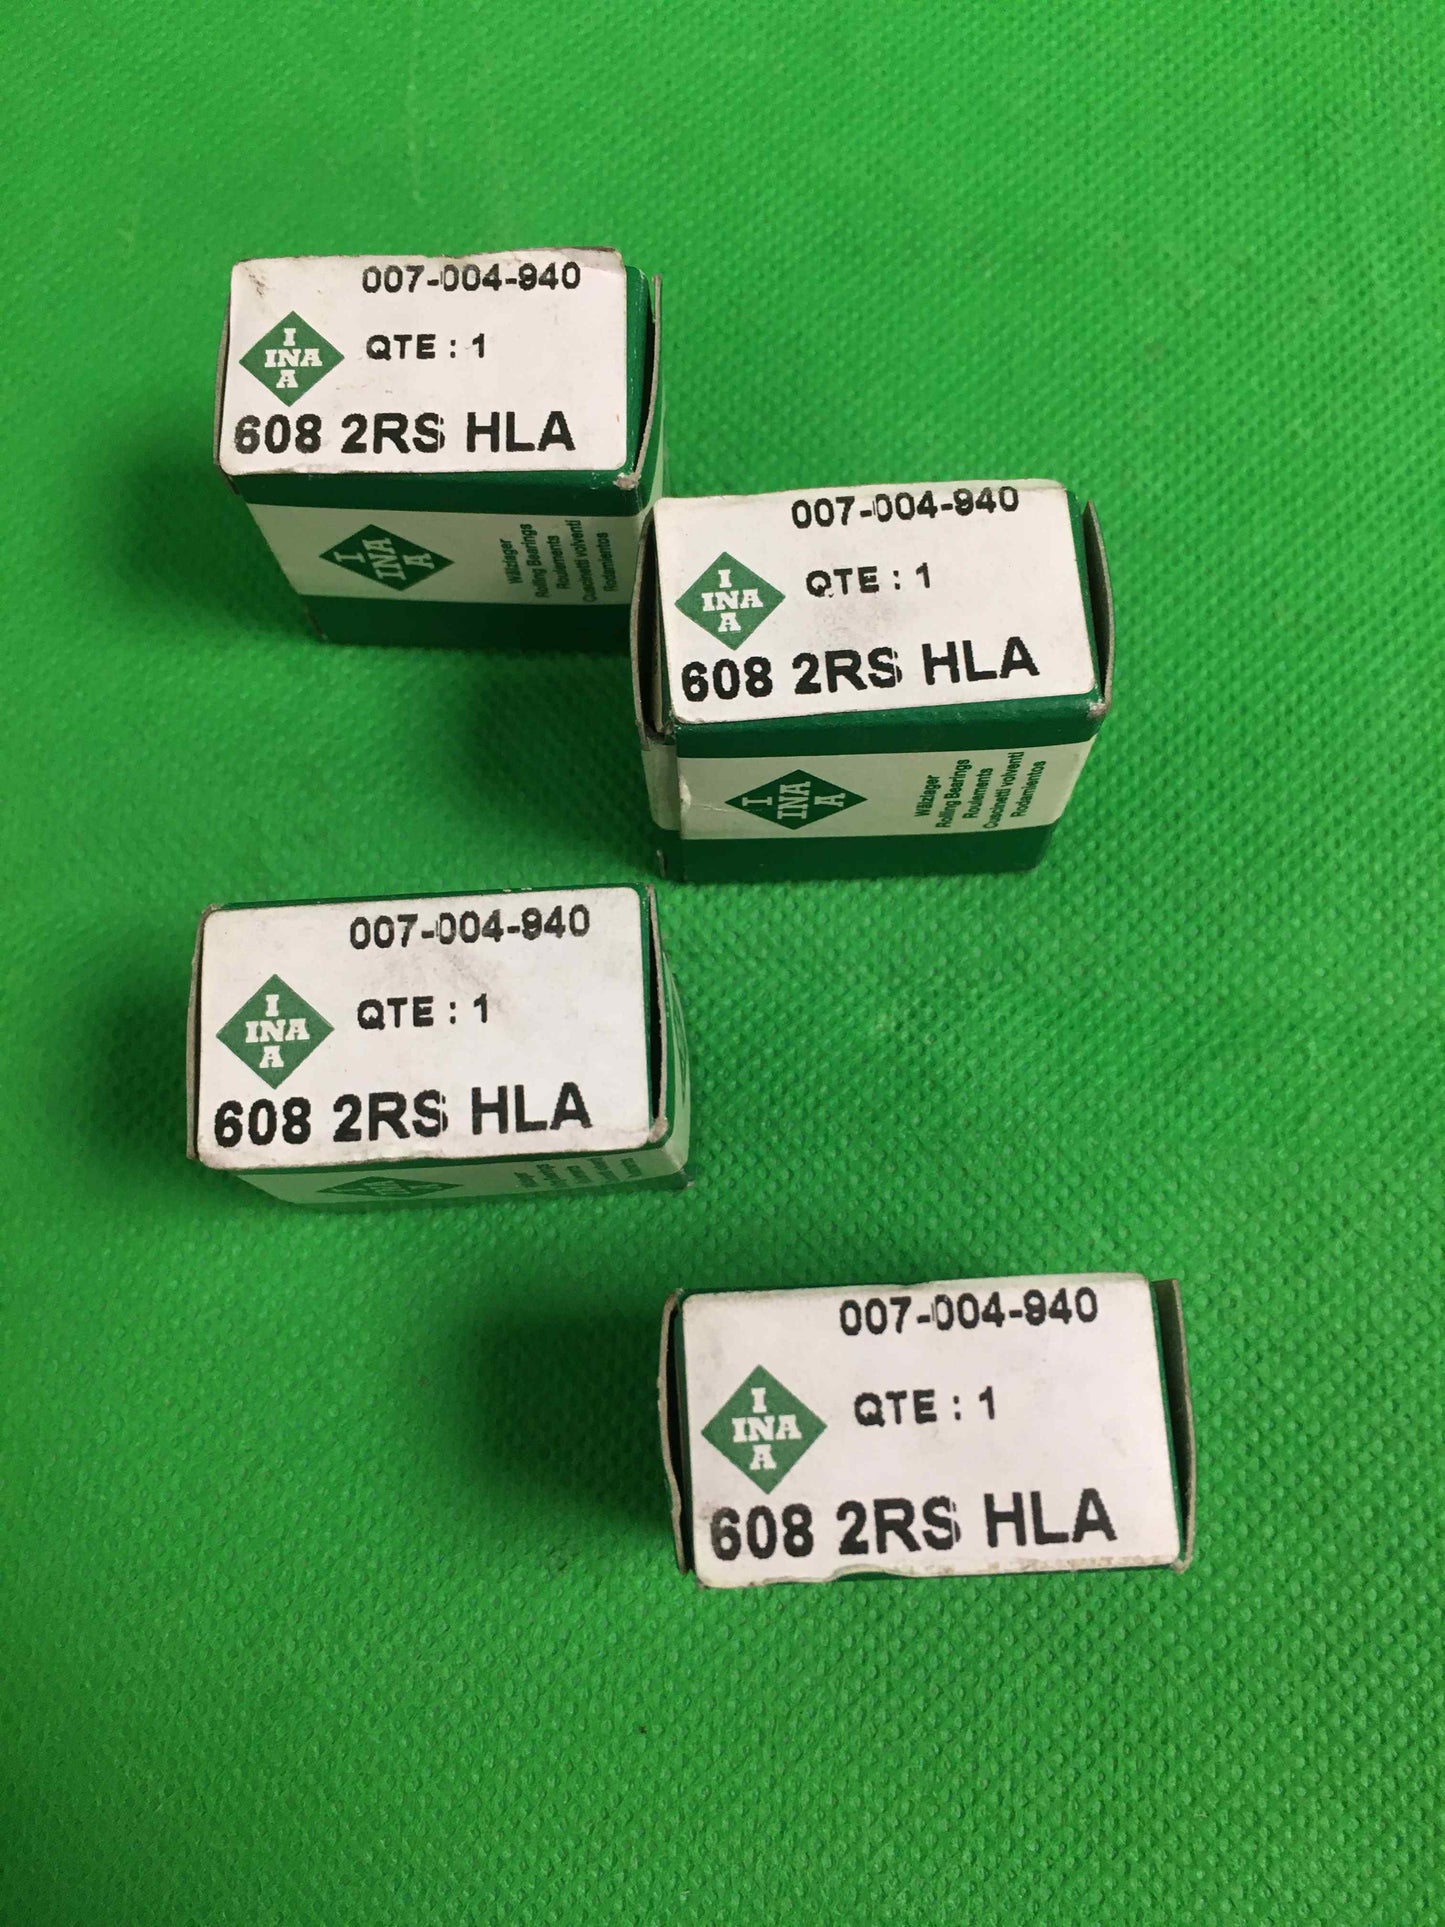 007-004-940
I
INA
A
QTE : 1
608 2RS HLA
I
INA
A
Wälzlager
Rolling Bearings
Roulements
Cuscinetti volventi
Rodamientos
007-004-940
I
INA
A
QTE : 1
608 2RS HLA
I
INA
A
Wälzlager
Rolling Bearings
Roulements
Cuscinetti volventi
Rodamientos
007-004-940
I
INA
A
QTE : 1
608 2RS HLA
007-004-940
I
INA
A
QTE : 1
608 2RS HLA